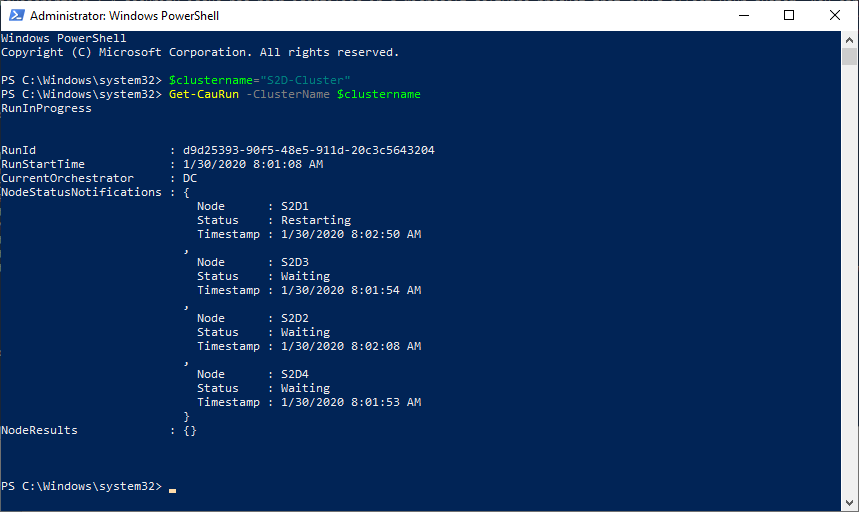 Administrator: Windows PowerShell
Windows PowerShell
Copyright (C) Microsoft Corporation. All rights reserved.
PS C:\Windows\system32> $clustername="S2D-Cluster"
PS C:\Windows\system32> Get-CauRun -ClusterName $clustername
RunInProgress
RunId : d9d25393-90f5-48e5-911d-20c3c5643204
RunStartTime : 1/30/2020 8:01:08 AM
CurrentOrchestrator : DC
NodeStatusNotifications : {
Node : S2D1
Status : Restarting
Timestamp : 1/30/2020 8:02:50 AM
,
Node : S2D3
Status : Waiting
Timestamp : 1/30/2020 8:01:54 AM
,
Node : S2D2
Status : Waiting
Timestamp : 1/30/2020 8:02:08 AM
,
Node : S2D4
Status : Waiting
Timestamp : 1/30/2020 8:01:53 AM
}
NodeResults : {}
PS C:\Windows\system32>